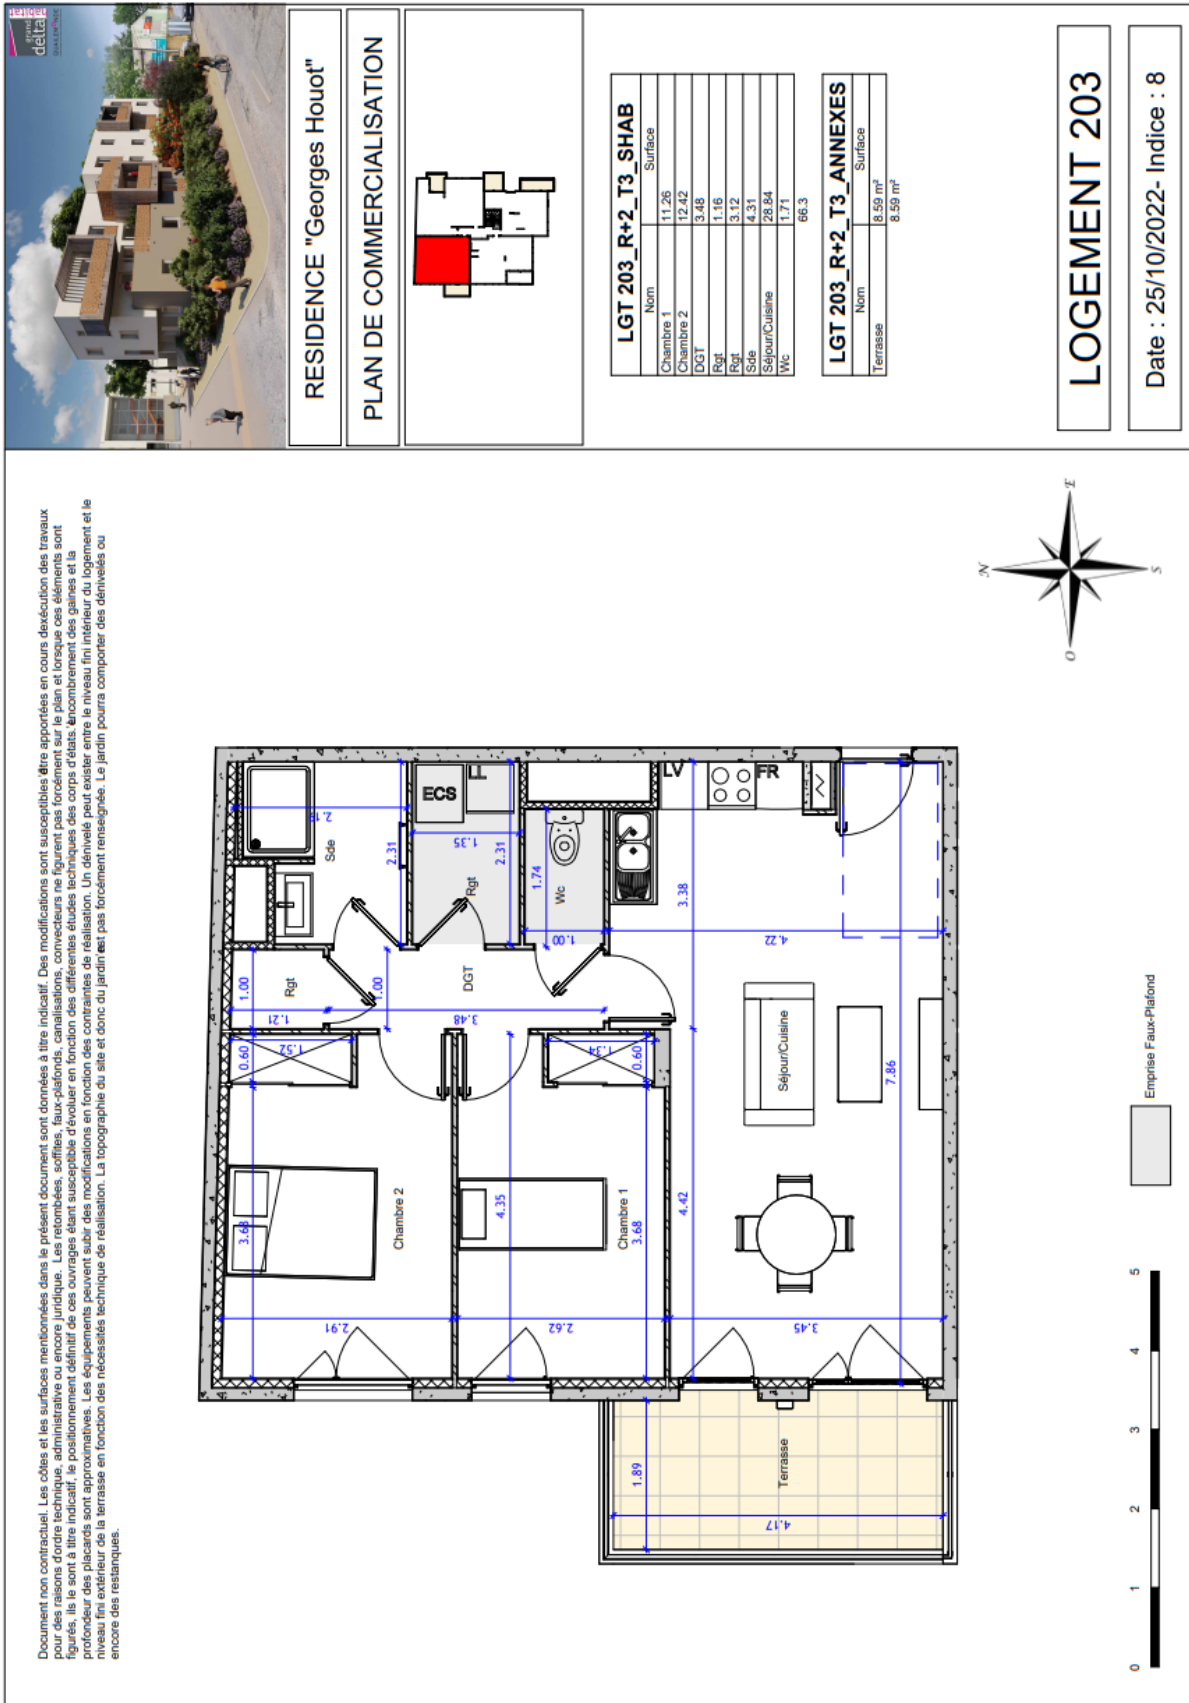 grand
delta
habitat
RESIDENCE "Georges Houot"
PLAN DE COMMERCIALISATION
LGT 203_R+2_T3_SHAB
Nom Surface
Chambre 1 11.26
Chambre 2 12.42
DGT 3.48
Rgt 1.16
Rgt 3.12
Sde 4.31
Séjour/Cuisine 28.84
Wc 1.71
66.3
LGT 203_R+2_T3_ANNEXES
Nom Surface
Terrasse 8.59 m²
8.59 m²
LOGEMENT 203
Date : 25/10/2022- Indice : 8
Document non contractuel. Les côtes et les surfaces mentionnées dans le présent document sont données à titre indicatif. Des modifications sont susceptibles être apportées en cours dexécution des travaux
pour des raisons d'ordre technique, administrative ou encore juridique. Les retombées, soffites, faux-plafonds, canalisations, convecteurs ne figurent pas forcément sur le plan et lorsque ces éléments sont
figurés, ils le sont à titre indicatif, le positionnement définitif de ces ouvrages étant susceptible d'évoluer en fonction des différentes études techniques des corps d'états. encombrement des gaines et la
profondeur des placards sont approximatives. Les équipements peuvent subir des modifications en fonction des contraintes de réalisation. Un dénivelé peut exister entre le niveau fini intérieur du logement et le
niveau fini extérieur de la terrasse en fonction des nécessités technique de réalisation. La topographie du site et donc du jardin est pas forcément renseignée. Le jardin pourra comporter des dénivelés ou
encore des restanques.
2.19
Sde
2.31
ECS
LL
1.35
2.31
Rgt
1.74
Wc
1.00
LV
FR
3.38
4.22
1.00
Rgt
1.21
1.00
DGT
3.48
0.60
1.52
1.34
0.60
Séjour/Cuisine
7.86
3.68
Chambre 2
4.35
Chambre 1
3.68
4.42
2.91
2.62
3.45
1.89
Terrasse
4.17
N
E
S
O
Emprise Faux-Plafond
0 1 2 3 4 5